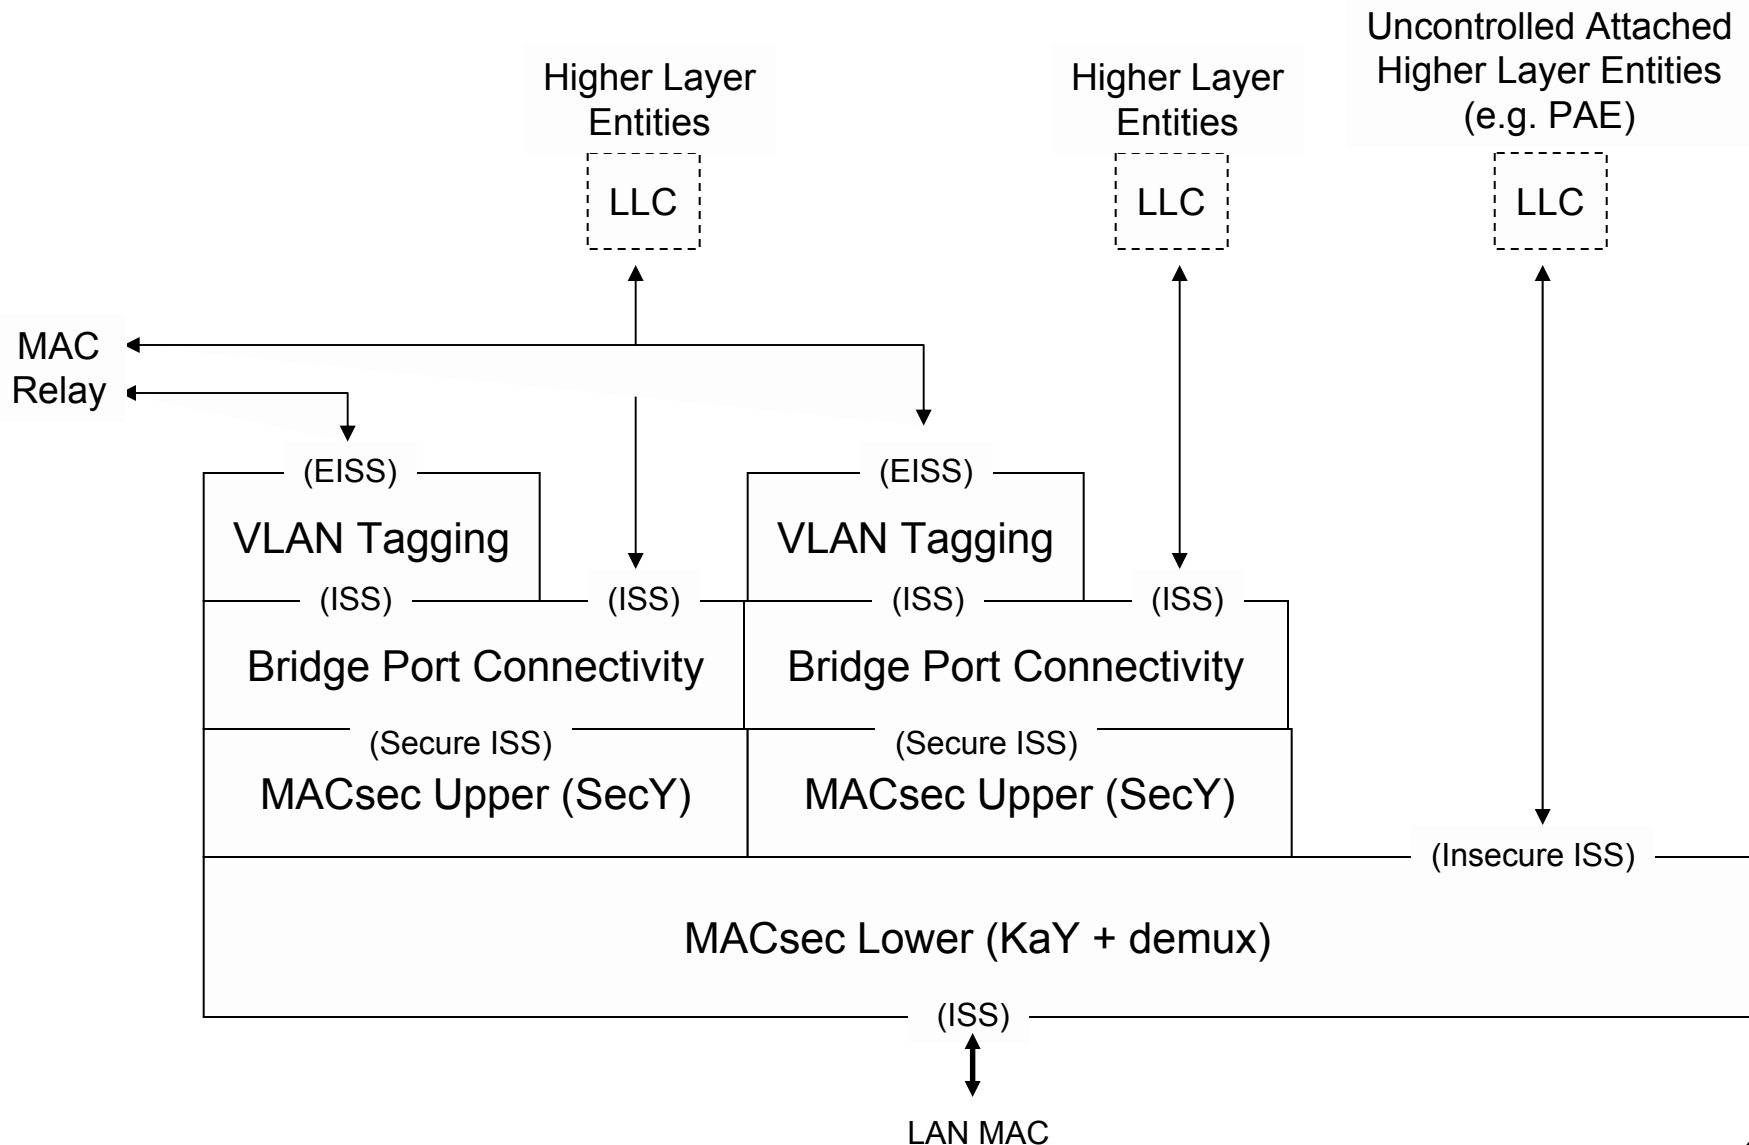 Uncontrolled Attached
Higher Layer Entities
(e.g. PAE)
Higher Layer
Entities
Higher Layer
Entities
LLC
LLC
LLC
MAC
Relay
(EISS)
(EISS)
VLAN Tagging
VLAN Tagging
(ISS)
(ISS)
(ISS)
(ISS)
Bridge Port Connectivity
Bridge Port Connectivity
(Secure ISS)
(Secure ISS)
MACsec Upper (SecY)
MACsec Upper (SecY)
(Insecure ISS)
MACsec Lower (KaY + demux)
(ISS)
LAN MAC